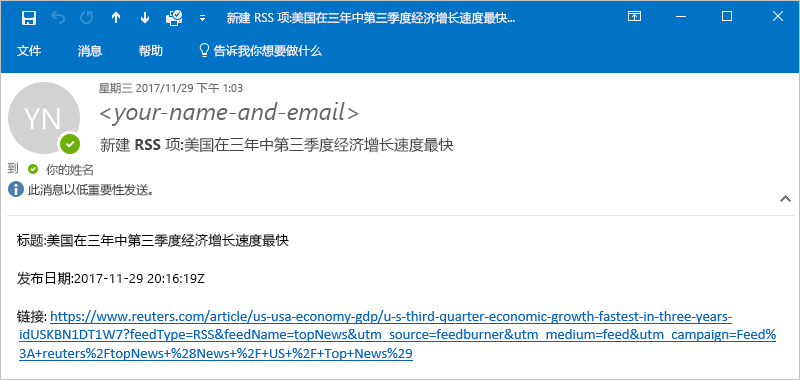 新建 RSS 项:美国在三年中第三季度经济增长速度最快...
文件 消息 帮助 告诉我你想要做什么
星期三 2017/11/29 下午 1:03
YN <your-name-and-email>
新建 RSS 项:美国在三年中第三季度经济增长速度最快
到 你的姓名
此消息以低重要性发送。
标题:美国在三年中第三季度经济增长速度最快
发布日期:2017-11-29 20:16:19Z
链接: https://www.reuters.com/article/us-usa-economy-gdp/u-s-third-quarter-economic-growth-fastest-in-three-years-
idUSKBN1DT1W7?feedType=RSS&feedName=topNews&utm_source=feedburner&utm_medium=feed&utm_campaign=Feed%
3A+reuters%2FtopNews+%28News+%2F+US+%2F+Top+News%29